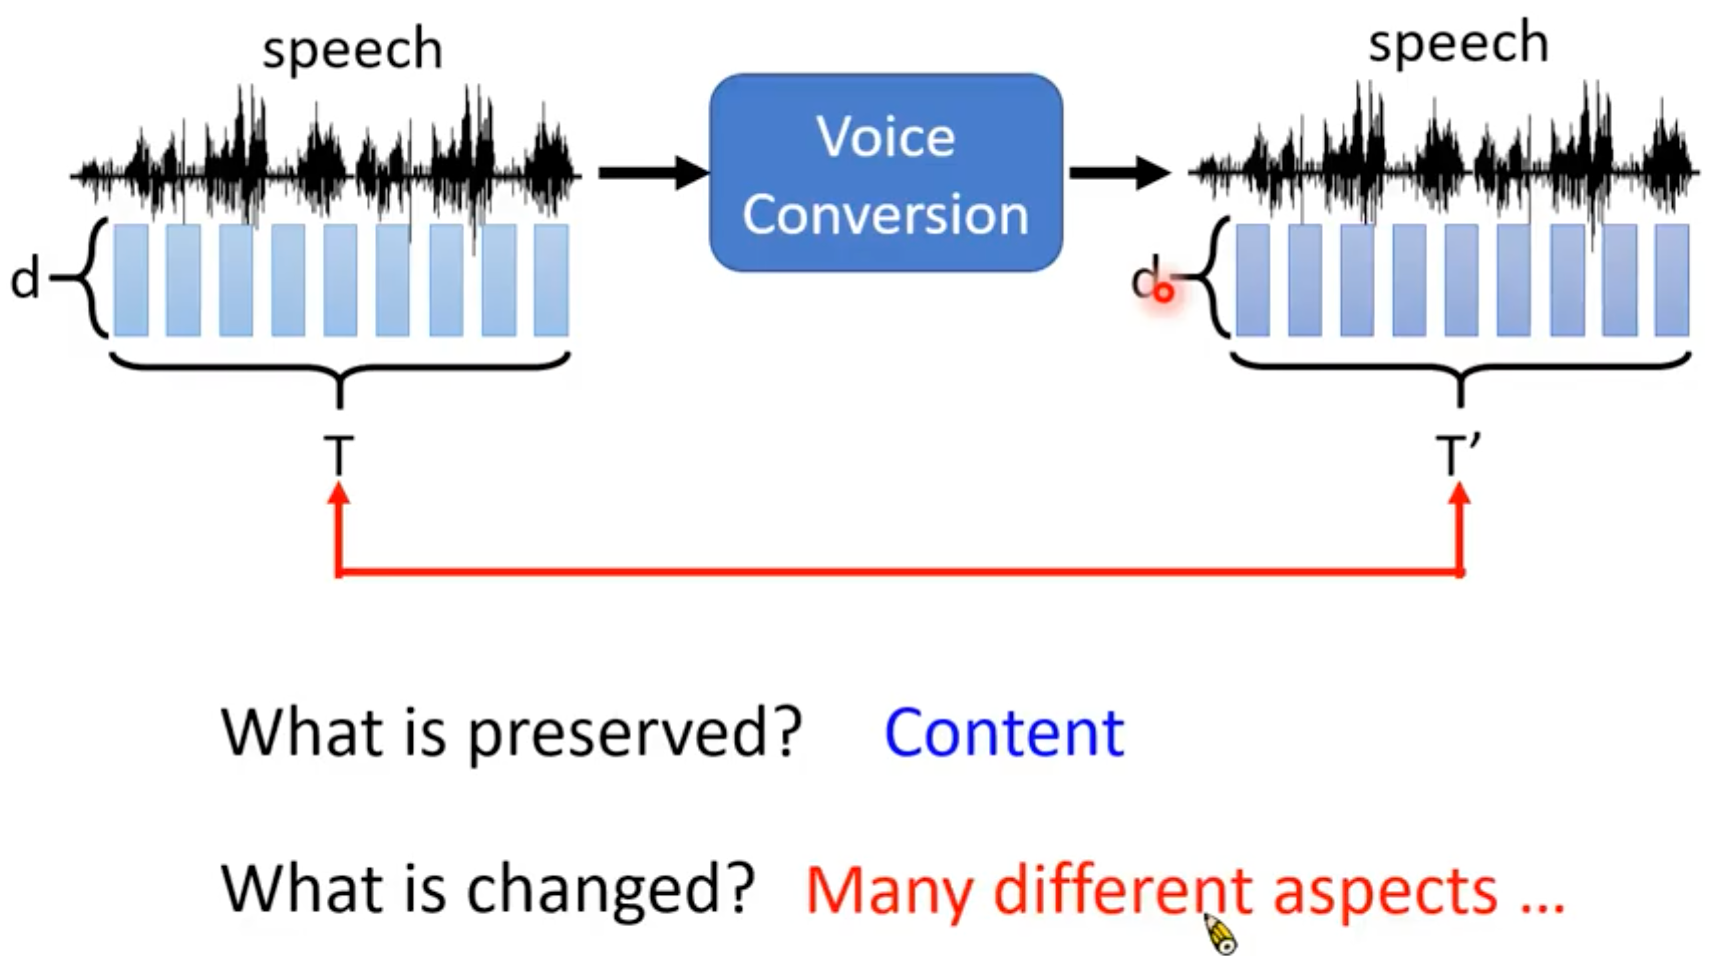 speech
speech
Voice
Conversion
d
d
T
T’
What is preserved? Content
What is changed? Many different aspects ...